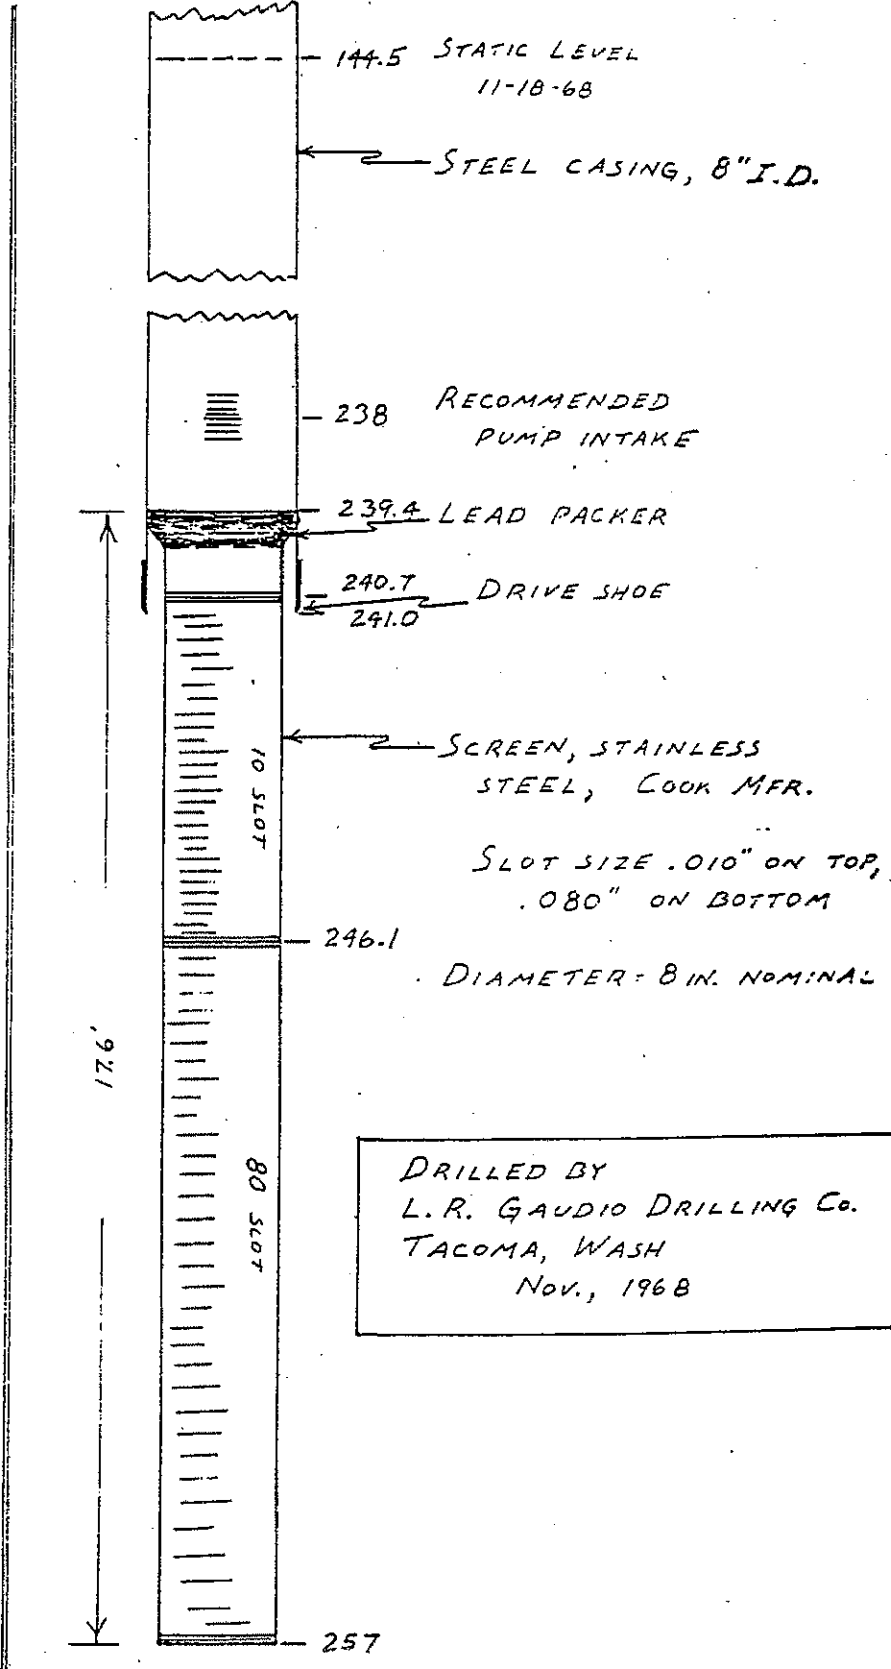 144.5 STATIC LEVEL
11-18-68
STEEL CASING, 8" I.D.
238 RECOMMENDED
PUMP INTAKE
239.4 LEAD PACKER
240.7 DRIVE SHOE
241.0
SCREEN, STAINLESS
STEEL, COOK MFR.
10 SLOT
SLOT SIZE .010" ON TOP,
.080" ON BOTTOM
246.1
DIAMETER = 8 IN. NOMINAL
17.6'
80 SLOT
DRILLED BY
L.R. GAUDIO DRILLING CO.
TACOMA, WASH
NOV., 1968
257